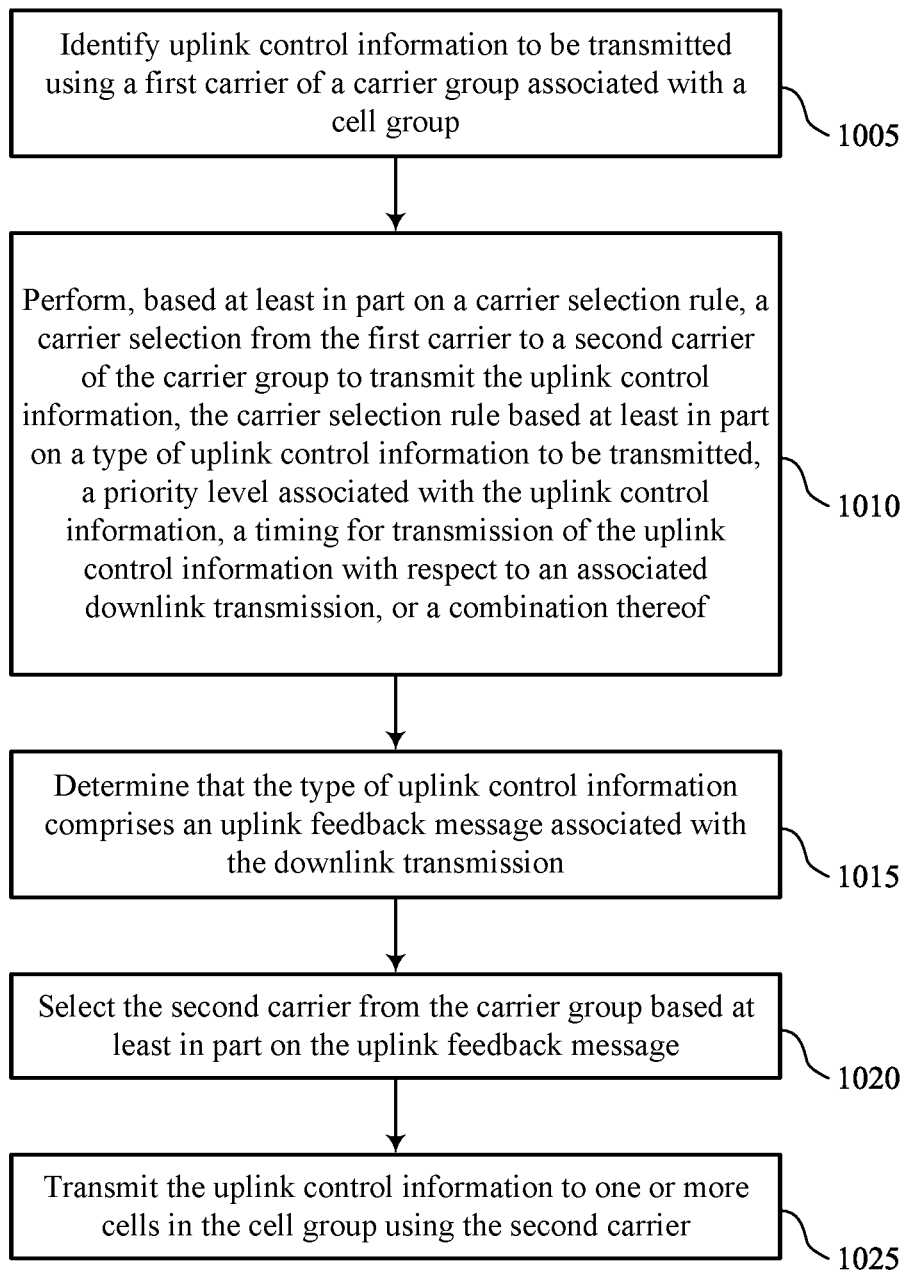 Identify uplink control information to be transmitted
using a first carrier of a carrier group associated with a
cell group
1005
Perform, based at least in part on a carrier selection rule, a
carrier selection from the first carrier to a second carrier
of the carrier group to transmit the uplink control
information, the carrier selection rule based at least in part
on a type of uplink control information to be transmitted,
a priority level associated with the uplink control
information, a timing for transmission of the uplink
control information with respect to an associated
downlink transmission, or a combination thereof
1010
Determine that the type of uplink control information
comprises an uplink feedback message associated with
the downlink transmission
1015
Select the second carrier from the carrier group based at
least in part on the uplink feedback message
1020
Transmit the uplink control information to one or more
cells in the cell group using the second carrier
1025